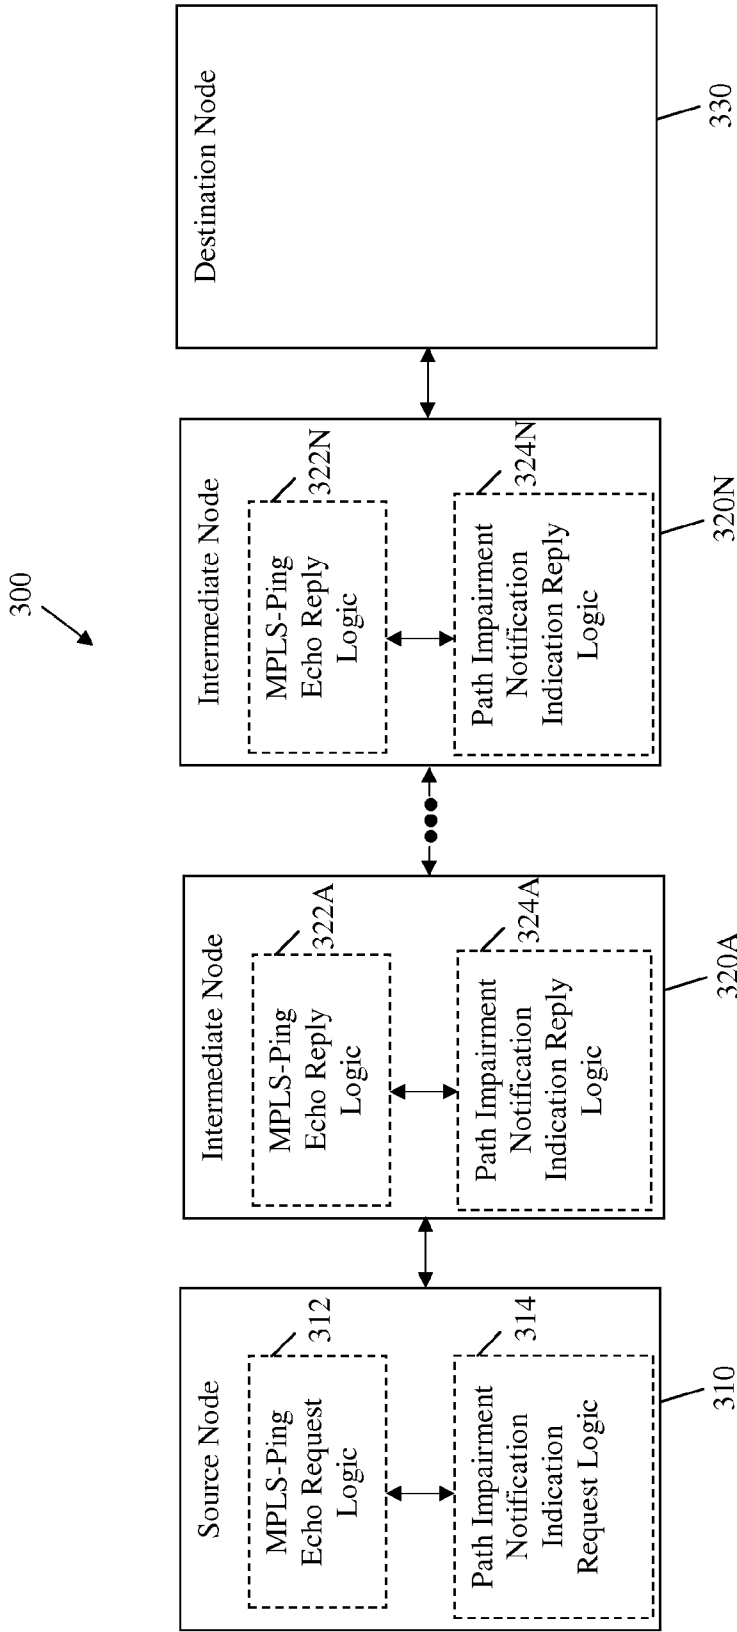 300
Source Node
MPLS-Ping
Echo Request
Logic
312
Path Impairment
Notification
Indication
Request Logic
314
310
Intermediate Node
MPLS-Ping
Echo Reply
Logic
322A
Path Impairment
Notification
Indication Reply
Logic
324A
320A
Intermediate Node
MPLS-Ping
Echo Reply
Logic
322N
Path Impairment
Notification
Indication Reply
Logic
324N
320N
Destination Node
330